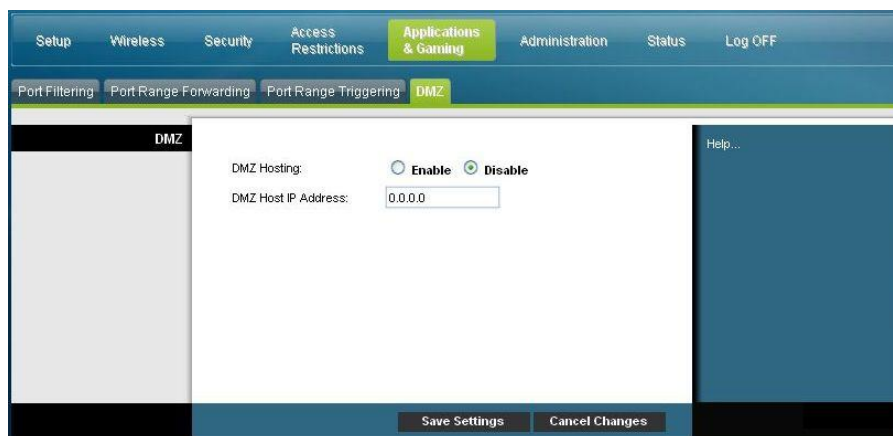 Setup Wireless Security Access Restrictions Applications & Gaming Administration Status Log OFF
Port Filtering Port Range Forwarding Port Range Triggering DMZ
DMZ
DMZ Hosting: Enable Disable
DMZ Host IP Address: 0.0.0.0
Help...
Save Settings Cancel Changes